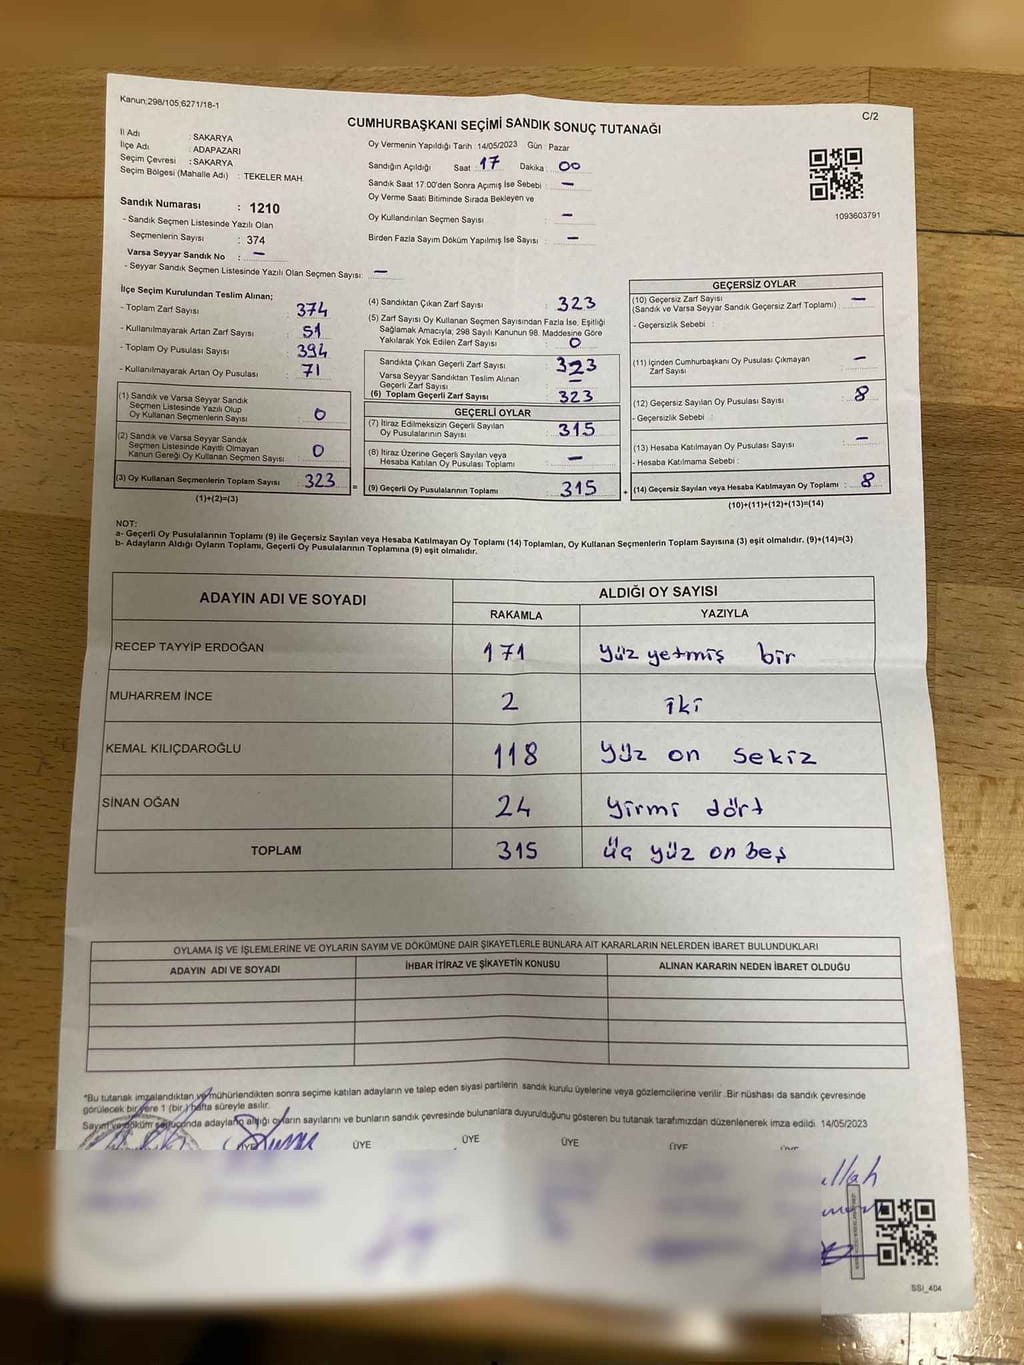 Kanun;298/105,6271/18-1
C/2
CUMHURBAŞKANI SEÇİMİ SANDIK SONUÇ TUTANAĞI
İl Adı : SAKARYA
İlçe Adı : ADAPAZARI
Seçim Çevresi : SAKARYA
Seçim Bölgesi (Mahalle Adı) : TEKELER MAH.
Sandık Numarası : 1210
- Sandık Seçmen Listesinde Yazılı Olan
Seçmenlerin Sayısı : 374
Varsa Seyyar Sandık No : —
- Seyyar Sandık Seçmen Listesinde Yazılı Olan Seçmen Sayısı: —
Oy Vermenin Yapıldığı Tarih : 14/05/2023 Gün : Pazar
Sandığın Açıldığı Saat 17 Dakika : 00
Sandık Saat 17.00'den Sonra Açımış İse Sebebi : —
Oy Verme Saati Bitiminde Sırada Bekleyen ve
Oy Kullandırılan Seçmen Sayısı : —
Birden Fazla Sayım Döküm Yapılmış İse Sayısı : —
1093603791
İlçe Seçim Kurulundan Teslim Alınan;
- Toplam Zarf Sayısı : 374
- Kullanılmayarak Artan Zarf Sayısı : 51
- Toplam Oy Pusulası Sayısı : 394
- Kullanılmayarak Artan Oy Pusulası : 71
(1) Sandık ve Varsa Seyyar Sandık
Seçmen Listesinde Yazılı Olup
Oy Kullanan Seçmenlerin Sayısı : 0
(2) Sandık ve Varsa Seyyar Sandık
Seçmen Listesinde Kayıtlı Olmayan
Kanun Gereği Oy Kullanan Seçmen Sayısı : 0
(3) Oy Kullanan Seçmenlerin Toplam Sayısı : 323
(1)+(2)=(3)
(4) Sandıktan Çıkan Zarf Sayısı : 323
(5) Zarf Sayısı Oy Kullanan Seçmen Sayısından Fazla İse, Eşitliği
Sağlamak Amacıyla; 298 Sayılı Kanunun 98. Maddesine Göre
Yakılarak Yok Edilen Zarf Sayısı : 0
Sandıkta Çıkan Geçerli Zarf Sayısı : 323
Varsa Seyyar Sandıktan Teslim Alınan
Geçerli Zarf Sayısı : —
(6) Toplam Geçerli Zarf Sayısı : 323
GEÇERLİ OYLAR
(7) İtiraz Edilmeksizin Geçerli Sayılan
Oy Pusulalarının Sayısı : 315
(8) İtiraz Üzerine Geçerli Sayılan veya
Hesaba Katılan Oy Pusulası Toplamı : —
= (9) Geçerli Oy Pusulalarının Toplamı : 315 +
GEÇERSİZ OYLAR
(10) Geçersiz Zarf Sayısı : —
(Sandık ve Varsa Seyyar Sandık Geçersiz Zarf Toplamı)
- Geçersizlik Sebebi :
(11) İçinden Cumhurbaşkanı Oy Pusulası Çıkmayan
Zarf Sayısı : —
(12) Geçersiz Sayılan Oy Pusulası Sayısı : 8
- Geçersizlik Sebebi :
(13) Hesaba Katılmayan Oy Pusulası Sayısı : —
- Hesaba Katılmama Sebebi :
(14) Geçersiz Sayılan veya Hesaba Katılmayan Oy Toplamı : 8
(10)+(11)+(12)+(13)=(14)
NOT:
a- Geçerli Oy Pusulalarının Toplamı (9) ile Geçersiz Sayılan veya Hesaba Katılmayan Oy Toplamı (14) Toplamları, Oy Kullanan Seçmenlerin Toplam Sayısına (3) eşit olmalıdır. (9)+(14)=(3)
b- Adayların Aldığı Oyların Toplamı, Geçerli Oy Pusulalarının Toplamına (9) eşit olmalıdır.
ADAYIN ADI VE SOYADI
ALDIĞI OY SAYISI
RAKAMLA YAZIYLA
RECEP TAYYİP ERDOĞAN 171 yüz yetmiş bir
MUHARREM İNCE 2 iki
KEMAL KILIÇDAROĞLU 118 yüz on sekiz
SİNAN OĞAN 24 yirmi dört
TOPLAM 315 üç yüz on beş
OYLAMA İŞ VE İŞLEMLERİNE VE OYLARIN SAYIM VE DÖKÜMÜNE DAİR ŞİKAYETLERLE BUNLARA AİT KARARLARIN NELERDEN İBARET BULUNDUKLARI
ADAYIN ADI VE SOYADI İHBAR İTİRAZ VE ŞİKAYETİN KONUSU ALINAN KARARIN NEDEN İBARET OLDUĞU
*Bu tutanak imzalandıktan ve mühürlendikten sonra seçime katılan adayların ve talep eden siyasi partilerin sandık kurulu üyelerine veya gözlemcilerine verilir. Bir nüshası da sandık çevresinde
görülecek bir yere 1 (bir) hafta süreyle asılır.
Sayım ve döküm sonucunda adayların aldığı oyların sayılarını ve bunların sandık çevresinde bulunanlara duyurulduğunu gösteren bu tutanak tarafımızdan düzenlenerek imza edildi. 14/05/2023
ÜYE ÜYE ÜYE ÜYE
SSI_404